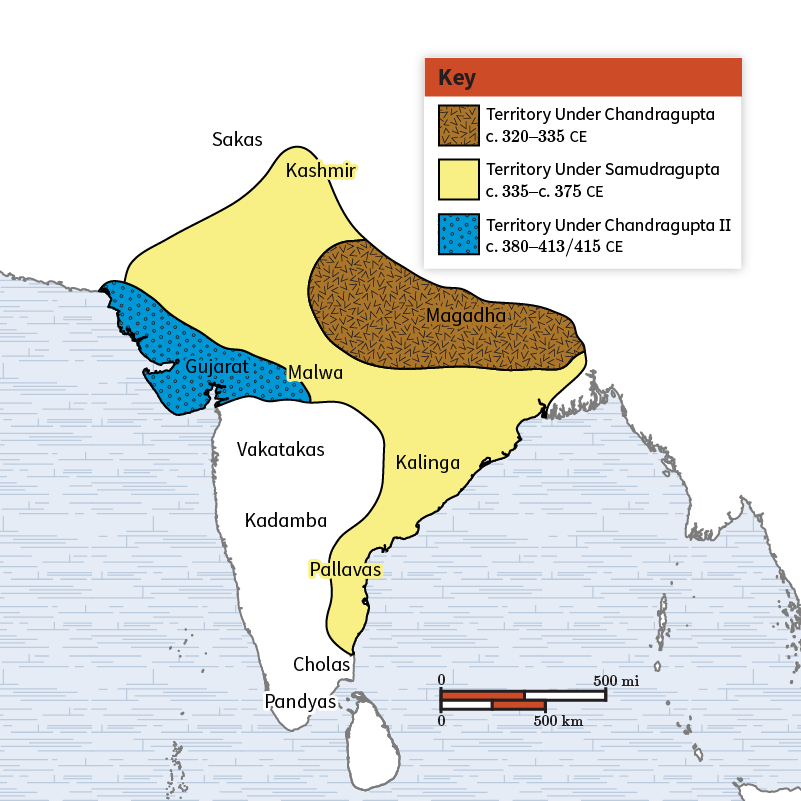 Key
Territory Under Chandragupta
c. 320–335 CE
Territory Under Samudragupta
c. 335–c. 375 CE
Territory Under Chandragupta II
c. 380–413/415 CE
Sakas
Kashmir
Magadha
Gujarat
Malwa
Vakatakas
Kalinga
Kadamba
Pallavas
Cholas
Pandyas
0 500 mi
0 500 km